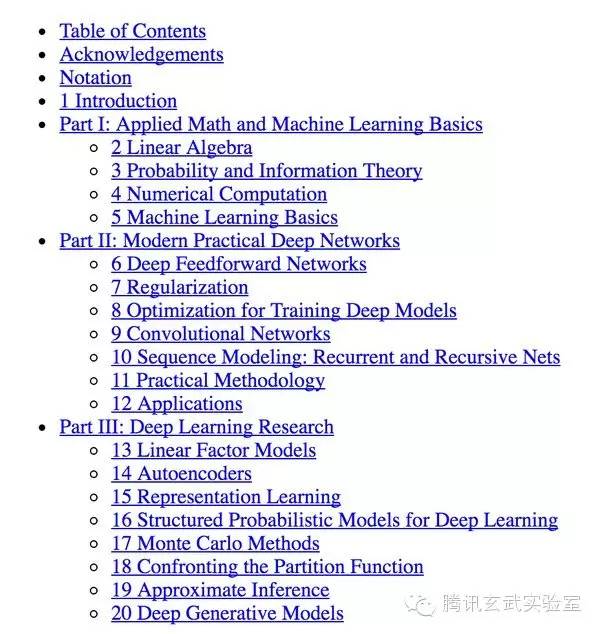 Table of Contents
Acknowledgements
Notation
1 Introduction
Part I: Applied Math and Machine Learning Basics
2 Linear Algebra
3 Probability and Information Theory
4 Numerical Computation
5 Machine Learning Basics
Part II: Modern Practical Deep Networks
6 Deep Feedforward Networks
7 Regularization
8 Optimization for Training Deep Models
9 Convolutional Networks
10 Sequence Modeling: Recurrent and Recursive Nets
11 Practical Methodology
12 Applications
Part III: Deep Learning Research
13 Linear Factor Models
14 Autoencoders
15 Representation Learning
16 Structured Probabilistic Models for Deep Learning
17 Monte Carlo Methods
18 Confronting the Partition Function
19 Approximate Inference
20 Deep Generative Models
腾讯玄武实验室